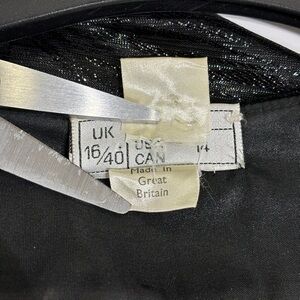 UK
16/40
USA
CAN
14
Made in
Great
Britain